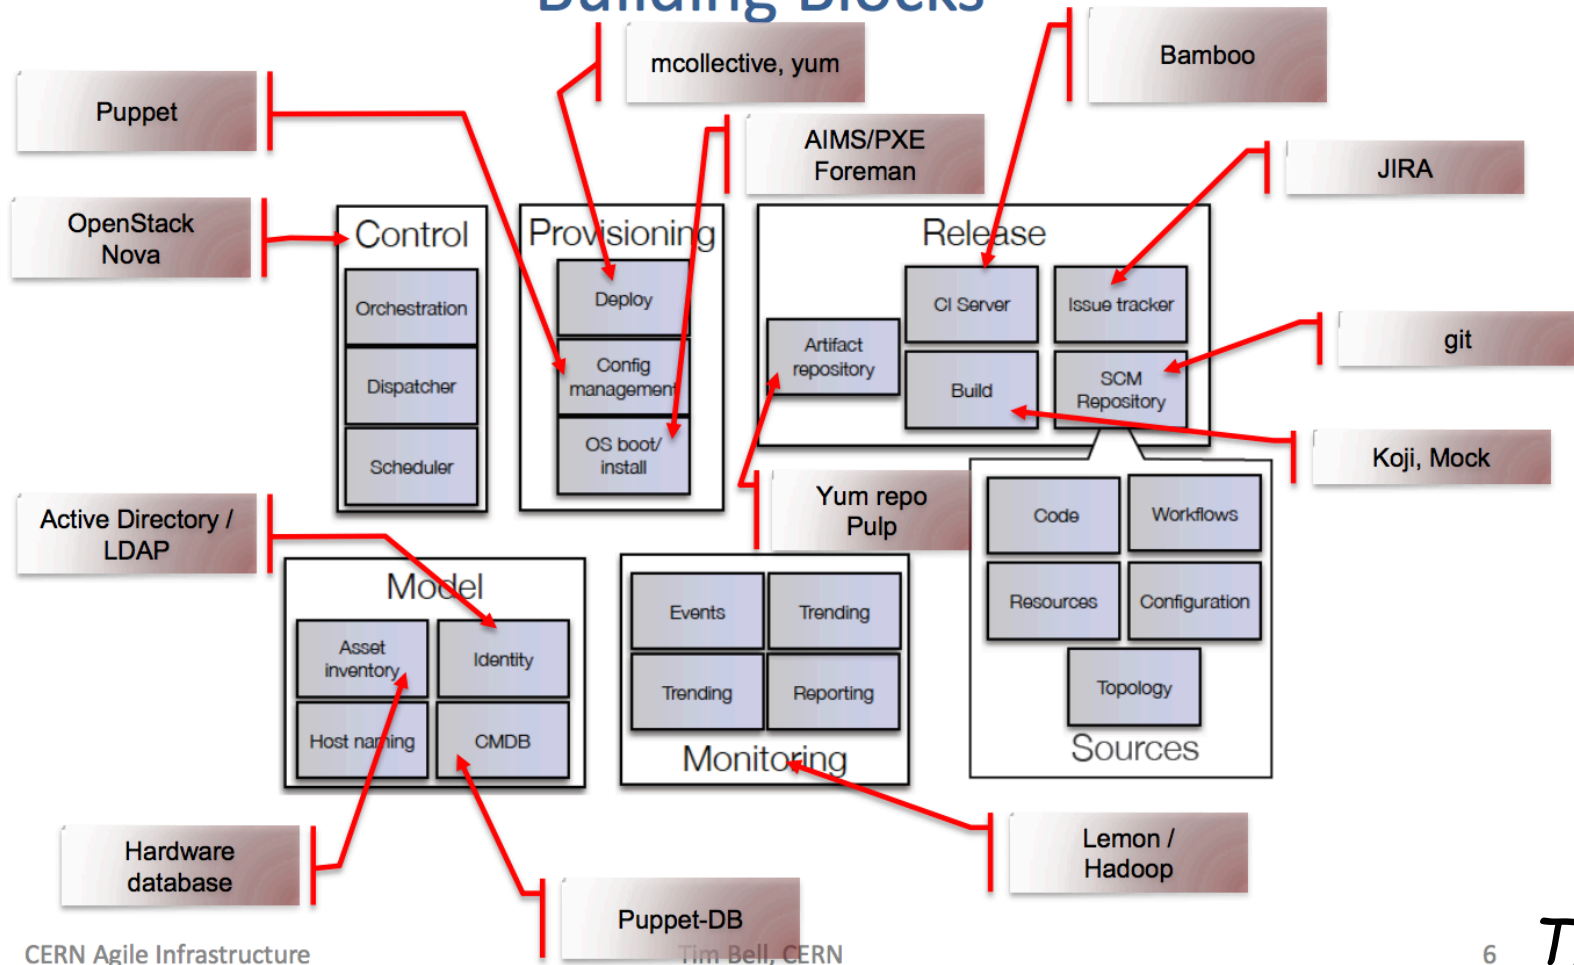 Building Blocks
mcollective, yum
Bamboo
Puppet
AIMS/PXE
Foreman
JIRA
OpenStack
Nova
Control
Orchestration
Dispatcher
Scheduler
Provisioning
Deploy
Config
management
OS boot/
install
Release
CI Server
Issue tracker
Artifact
repository
Build
SCM
Repository
git
Koji, Mock
Yum repo
Pulp
Active Directory /
LDAP
Model
Asset
inventory
Identity
Host naming
CMDB
Events
Trending
Trending
Reporting
Monitoring
Code
Workflows
Resources
Configuration
Topology
Sources
Hardware
database
Puppet-DB
Lemon /
Hadoop
CERN Agile Infrastructure
Tim Bell, CERN
6